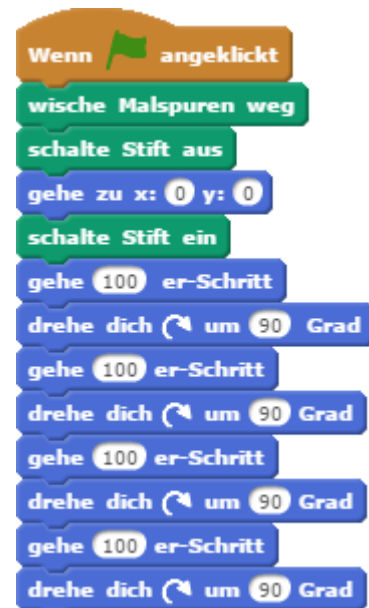 Wenn angeklickt
wische Malspuren weg
schalte Stift aus
gehe zu x: 0 y: 0
schalte Stift ein
gehe 100 er-Schritt
drehe dich um 90 Grad
gehe 100 er-Schritt
drehe dich um 90 Grad
gehe 100 er-Schritt
drehe dich um 90 Grad
gehe 100 er-Schritt
drehe dich um 90 Grad